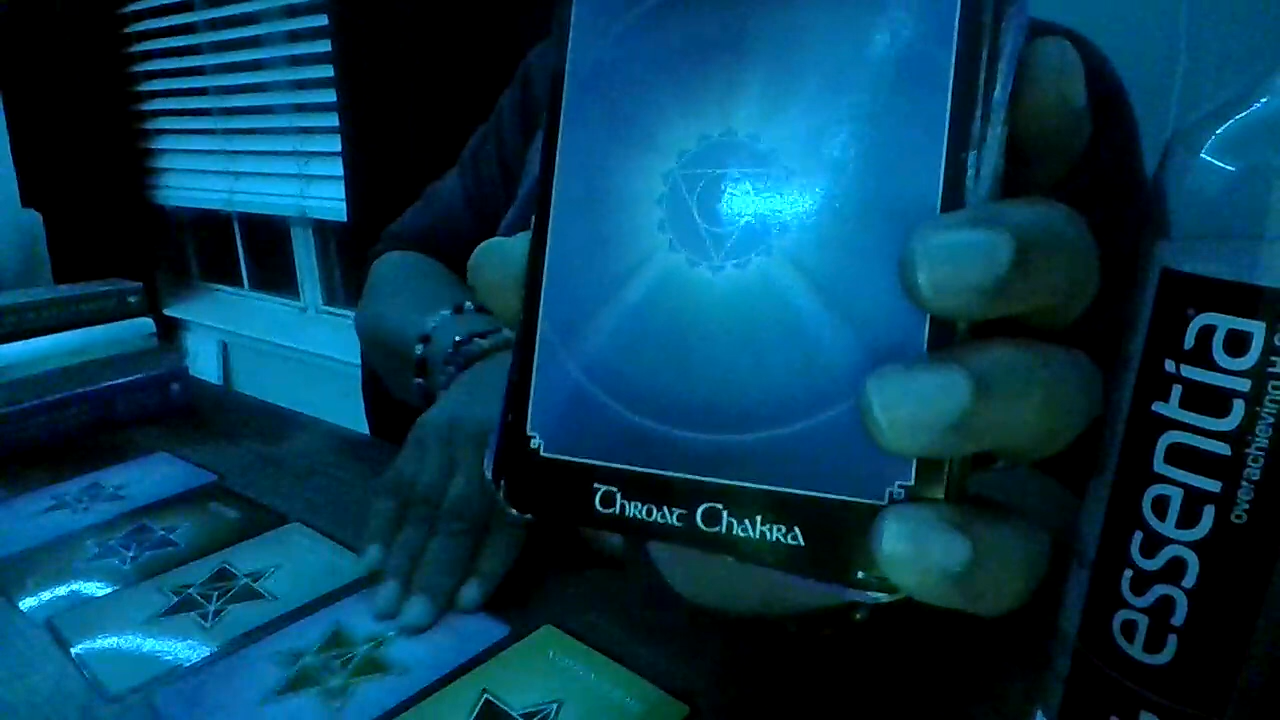 Throat Chakra
essentia
overachieving H